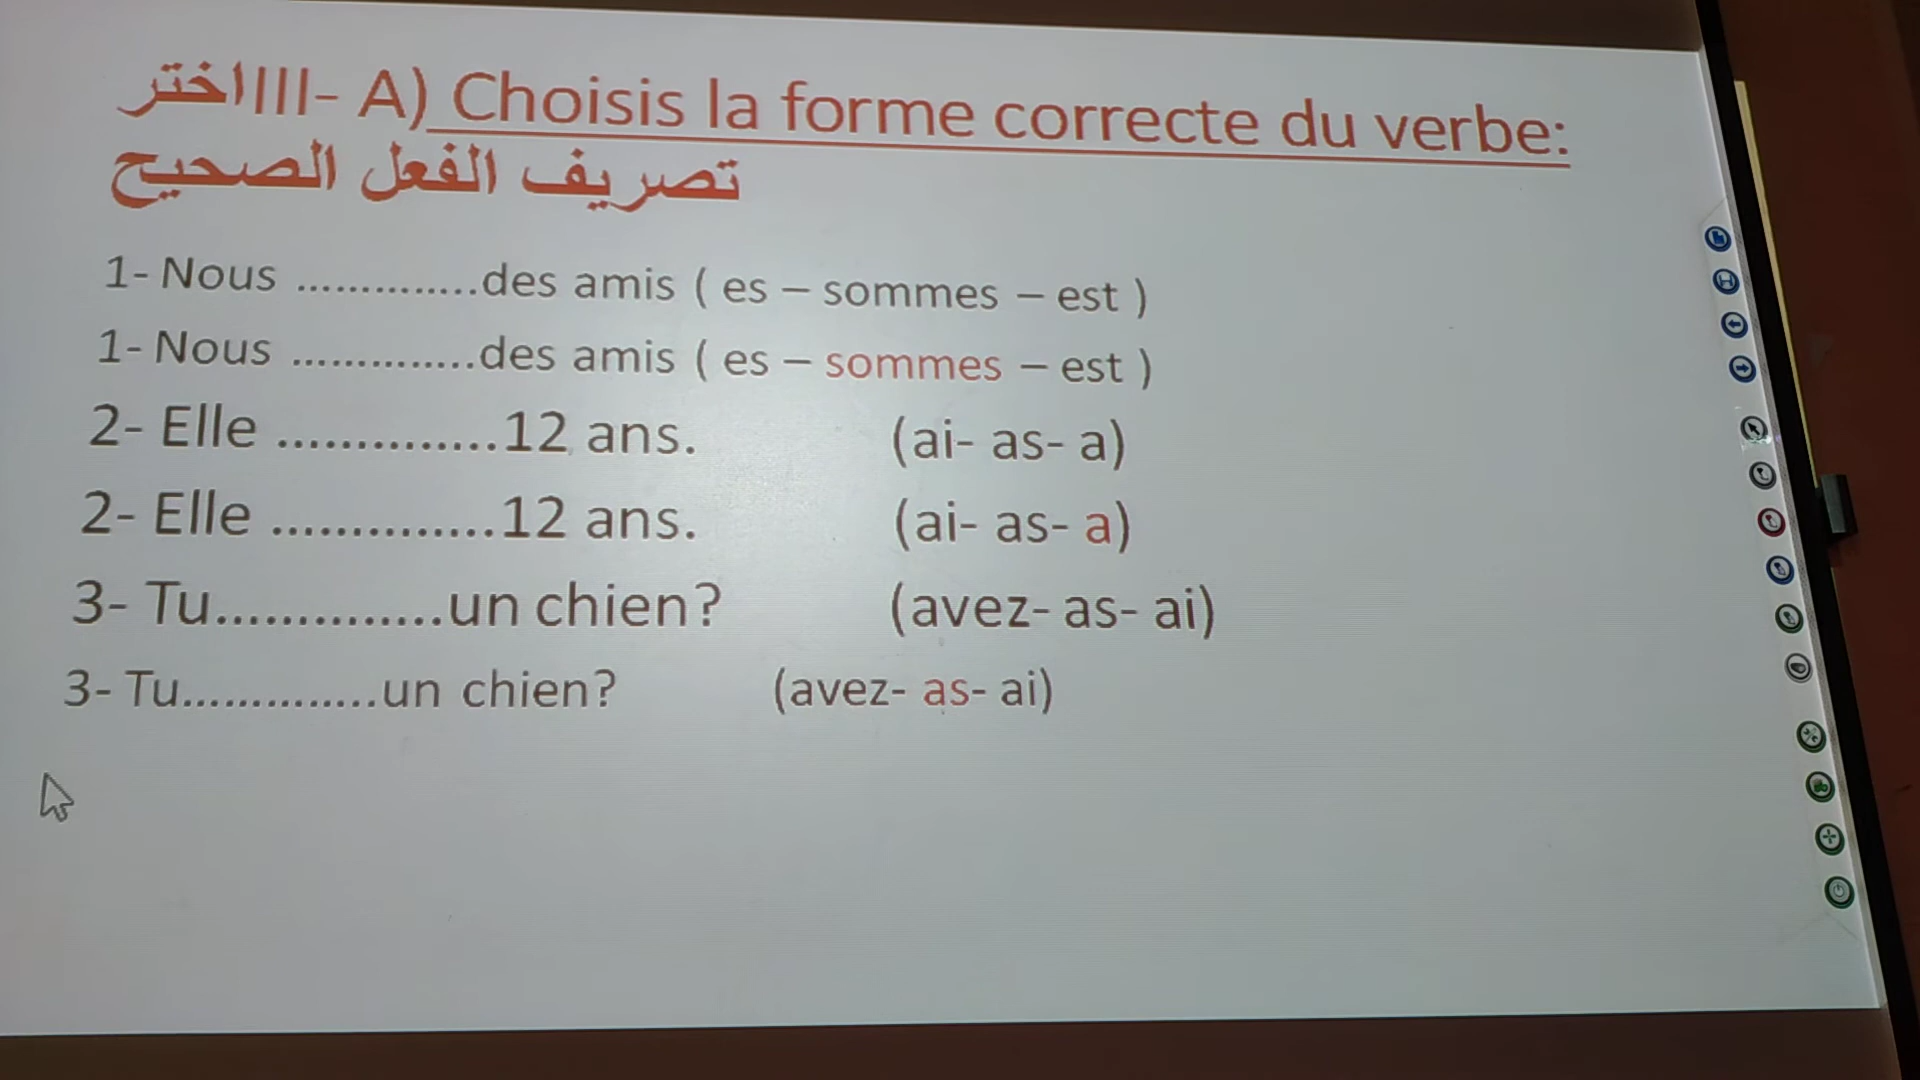 اخترIII- A) Choisis la forme correcte du verbe:
تصريف الفعل الصحيح
1- Nous ..............des amis ( es – sommes – est )
1- Nous ..............des amis ( es – sommes – est )
2- Elle ..............12 ans. (ai- as- a)
2- Elle ..............12 ans. (ai- as- a)
3- Tu..............un chien? (avez- as- ai)
3- Tu..............un chien? (avez- as- ai)